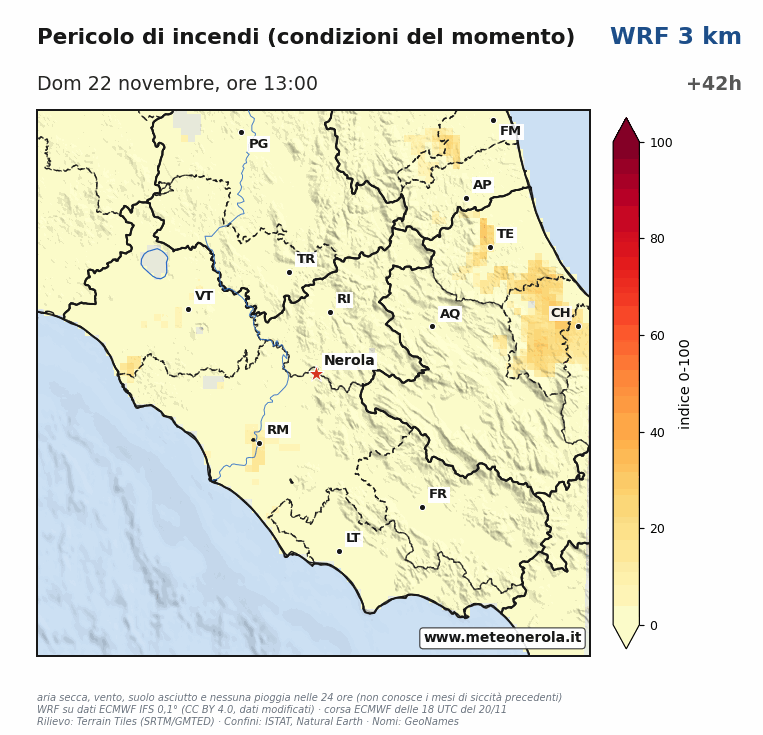 Pericolo di incendi (condizioni del momento)
WRF 3 km
Dom 22 novembre, ore 13:00
+42h
FM
PG
AP
TE
TR
VT
RI
AQ
CH
Nerola
RM
FR
LT
www.meteonerola.it
100
80
60
40
20
0
indice 0-100
aria secca, vento, suolo asciutto e nessuna pioggia nelle 24 ore (non conosce i mesi di siccità precedenti)
WRF su dati ECMWF IFS 0,1° (CC BY 4.0, dati modificati) · corsa ECMWF delle 18 UTC del 20/11
Rilievo: Terrain Tiles (SRTM/GMTED) · Confini: ISTAT, Natural Earth · Nomi: GeoNames